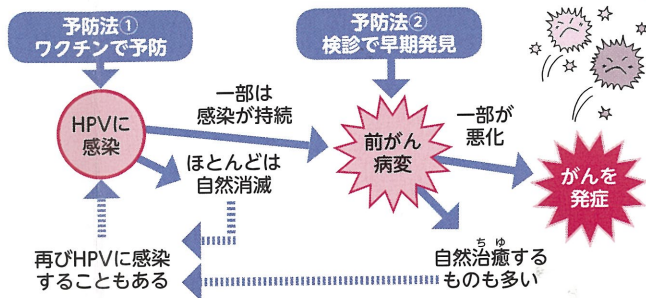 予防法①
ワクチンで予防
予防法②
検診で早期発見
HPVに
感染
一部は
感染が持続
ほとんどは
自然消滅
前がん
病変
一部が
悪化
がんを
発症
再びHPVに感染
することもある
自然治癒する
ちゆ
ものも多い